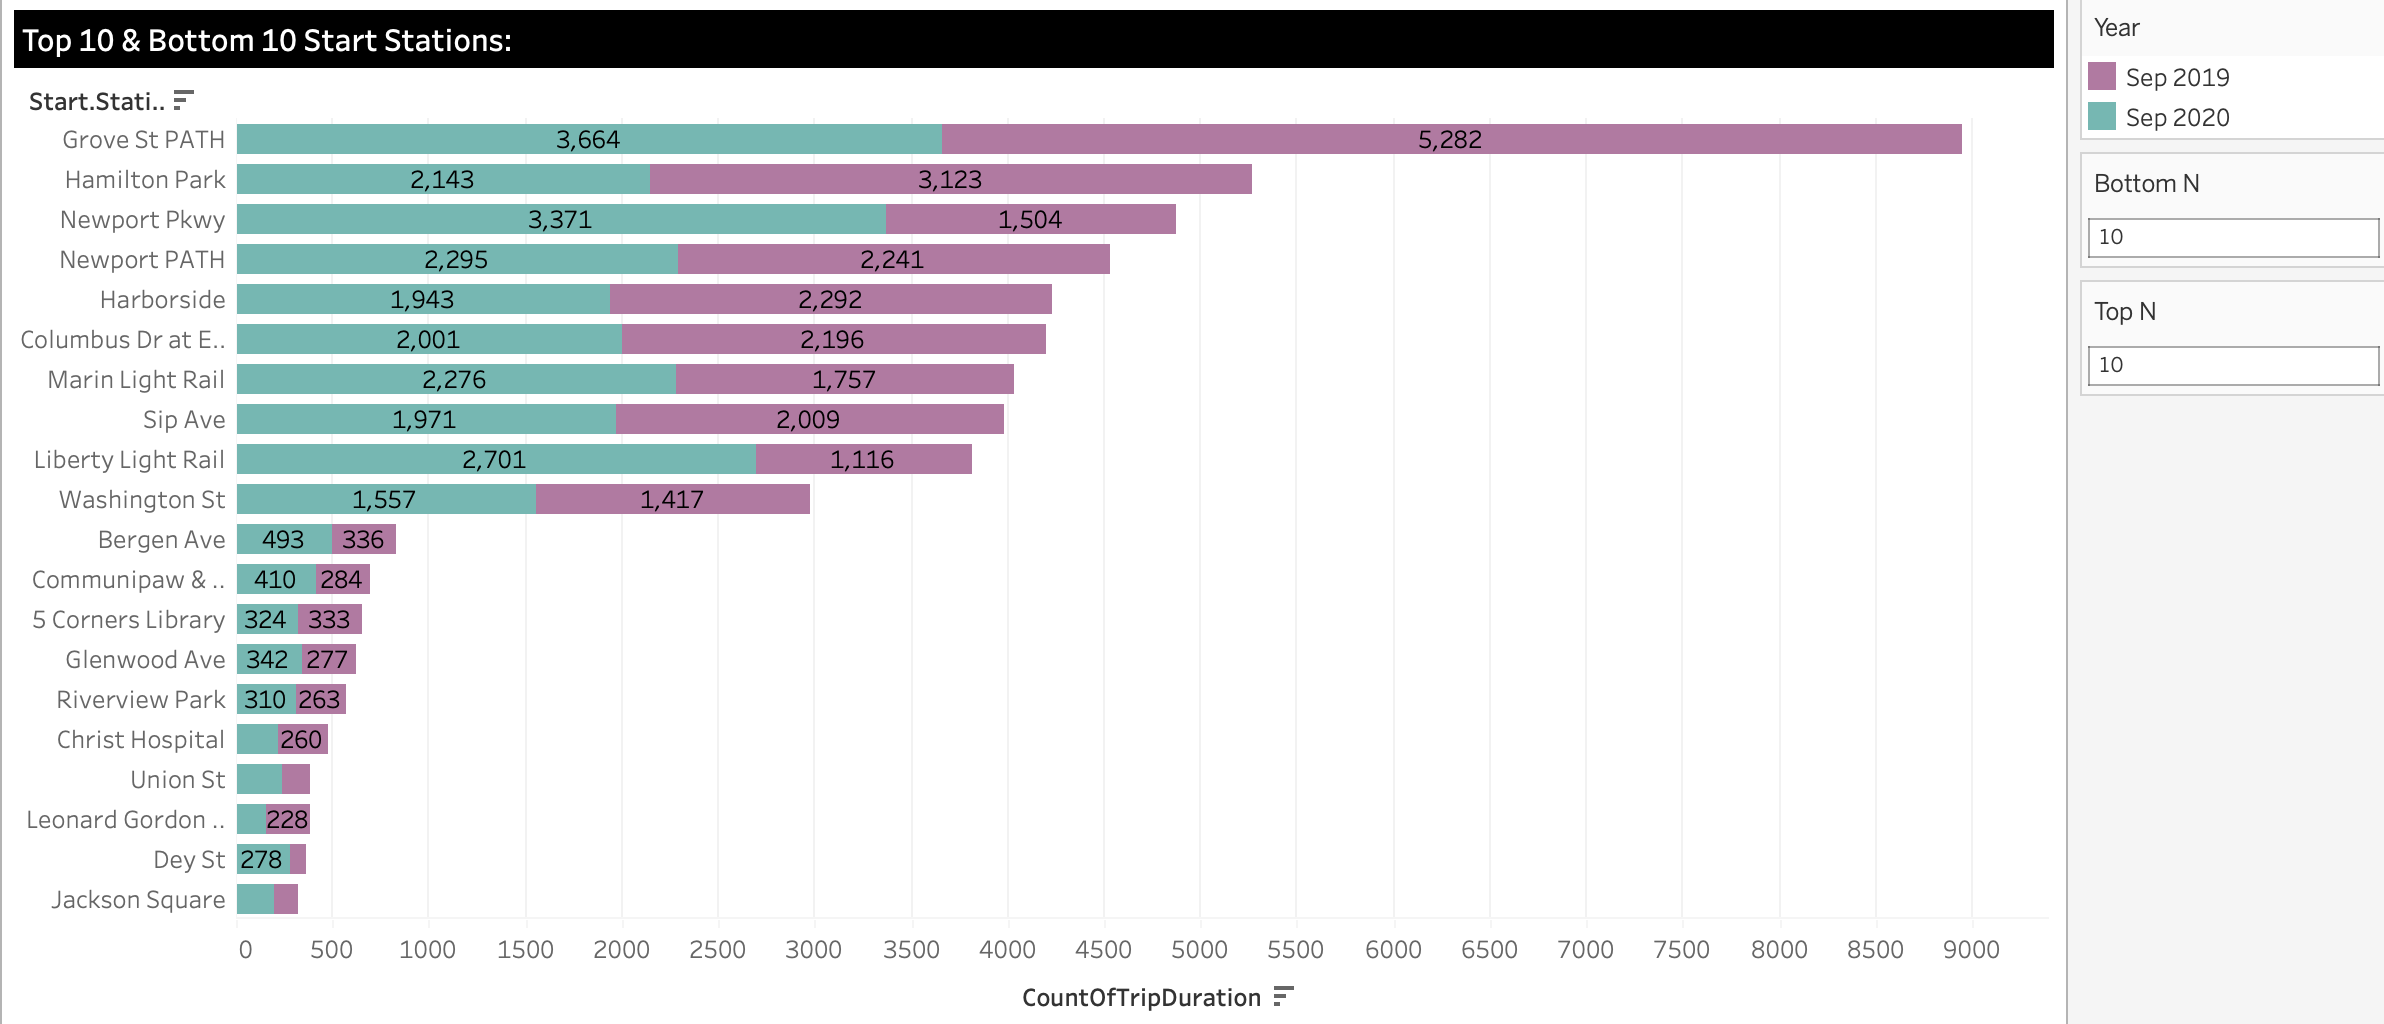 Top 10 & Bottom 10 Start Stations:
Start.Stati..
Grove St PATH 3,664 5,282
Hamilton Park 2,143 3,123
Newport Pkwy 3,371 1,504
Newport PATH 2,295 2,241
Harborside 1,943 2,292
Columbus Dr at E.. 2,001 2,196
Marin Light Rail 2,276 1,757
Sip Ave 1,971 2,009
Liberty Light Rail 2,701 1,116
Washington St 1,557 1,417
Bergen Ave 493 336
Communipaw & .. 410 284
5 Corners Library 324 333
Glenwood Ave 342 277
Riverview Park 310 263
Christ Hospital 260
Union St
Leonard Gordon .. 228
Dey St 278
Jackson Square
0 500 1000 1500 2000 2500 3000 3500 4000 4500 5000 5500 6000 6500 7000 7500 8000 8500 9000
CountOfTripDuration
Year
Sep 2019
Sep 2020
Bottom N
10
Top N
10